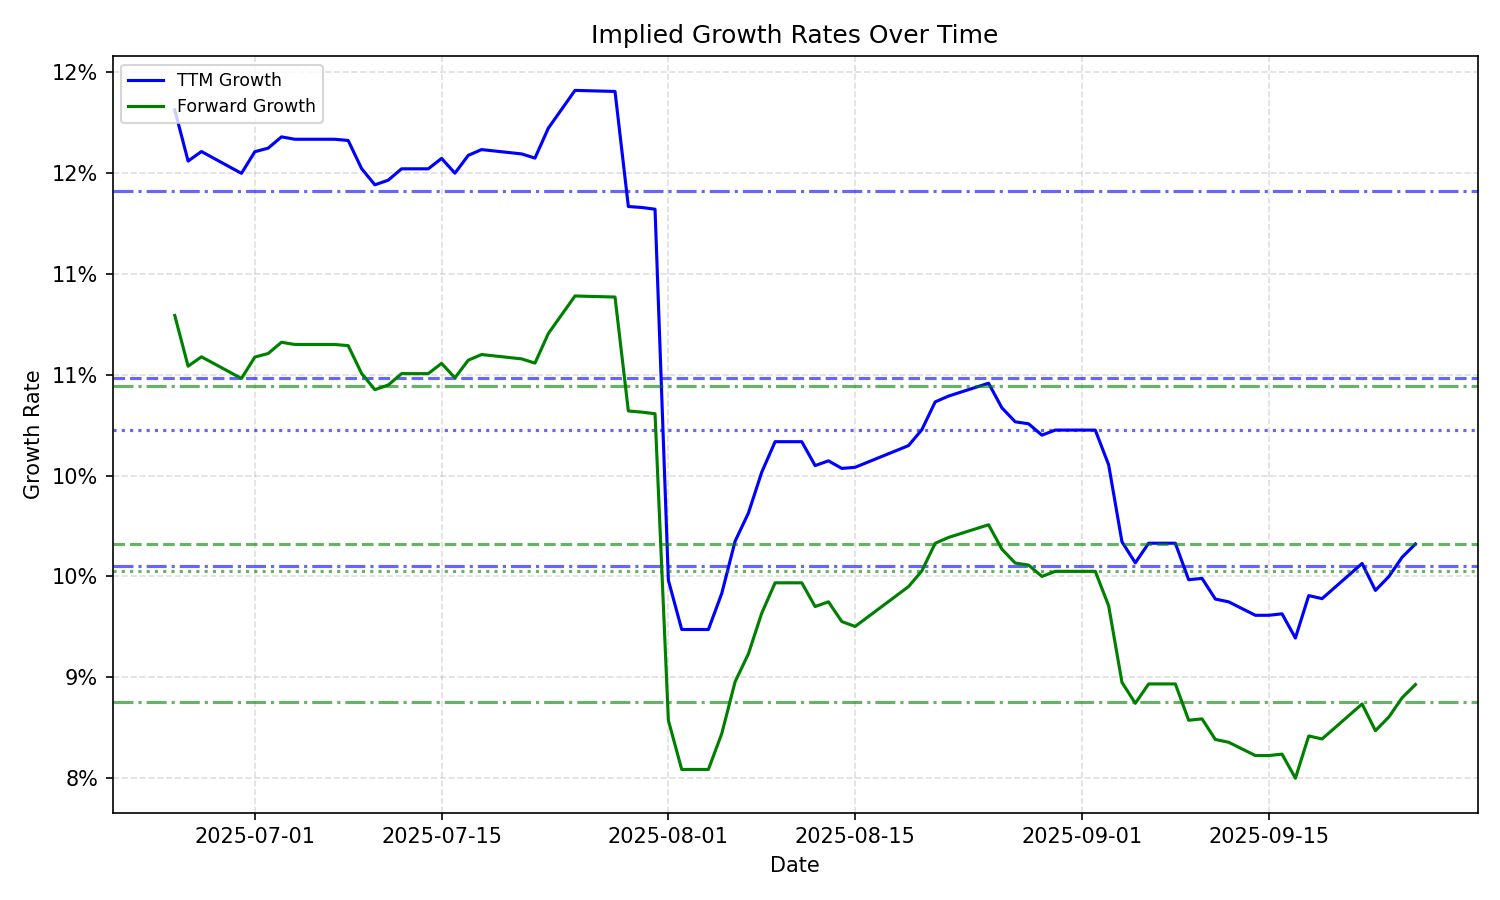 Implied Growth Rates Over Time
TTM Growth
Forward Growth
12%
12%
11%
11%
10%
10%
9%
8%
Growth Rate
2025-07-01
2025-07-15
2025-08-01
2025-08-15
2025-09-01
2025-09-15
Date